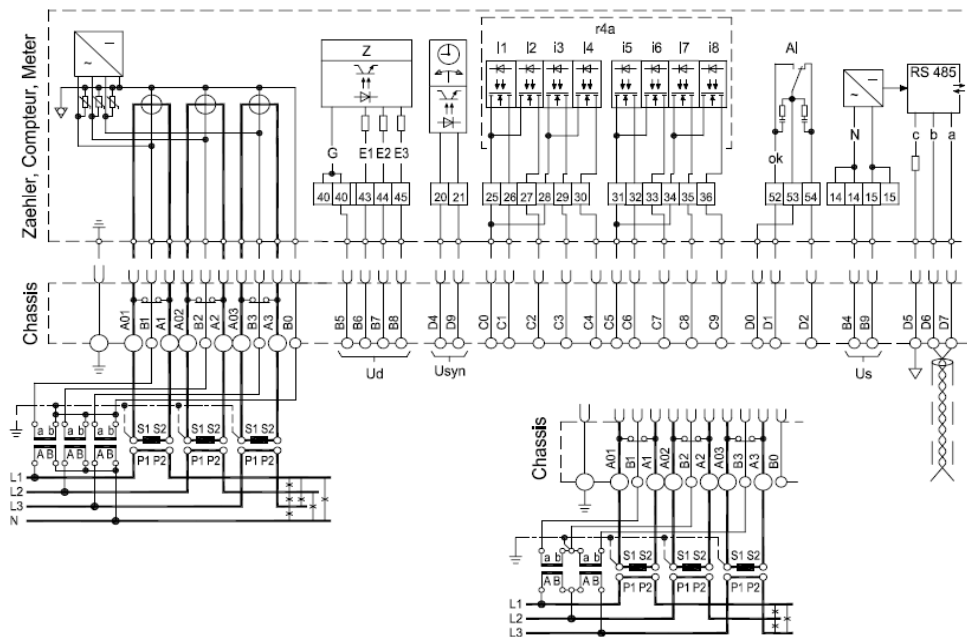 r4a
Z
I1 I2 i3 I4 i5 i6 I7 i8
Al
RS 485
Zaehler, Compteur, Meter
G E1 E2 E3
ok
N
c b a
40 40 43 44 45
20 21
25 26 27 28 29 30
31 32 33 34 35 36
52 53 54
14 14 15 15
Chassis
A01 B1 A1 A02 B2 A2 A03 B3 A3 B0
B5 B6 B7 B8
D4 D9
C0 C1 C2 C3 C4 C5 C6 C7 C8 C9
D0 D1 D2
B4 B9
D5 D6 D7
Ud
Usyn
Us
a b a b a b
A B A B A B
S1 S2 S1 S2 S1 S2
P1 P2 P1 P2 P1 P2
L1
L2
L3
N
Chassis
A01 B1 A1 A02 B2 A2 A03 B3 A3 B0
a b a b
A B A B
S1 S2 S1 S2 S1 S2
P1 P2 P1 P2 P1 P2
L1
L2
L3